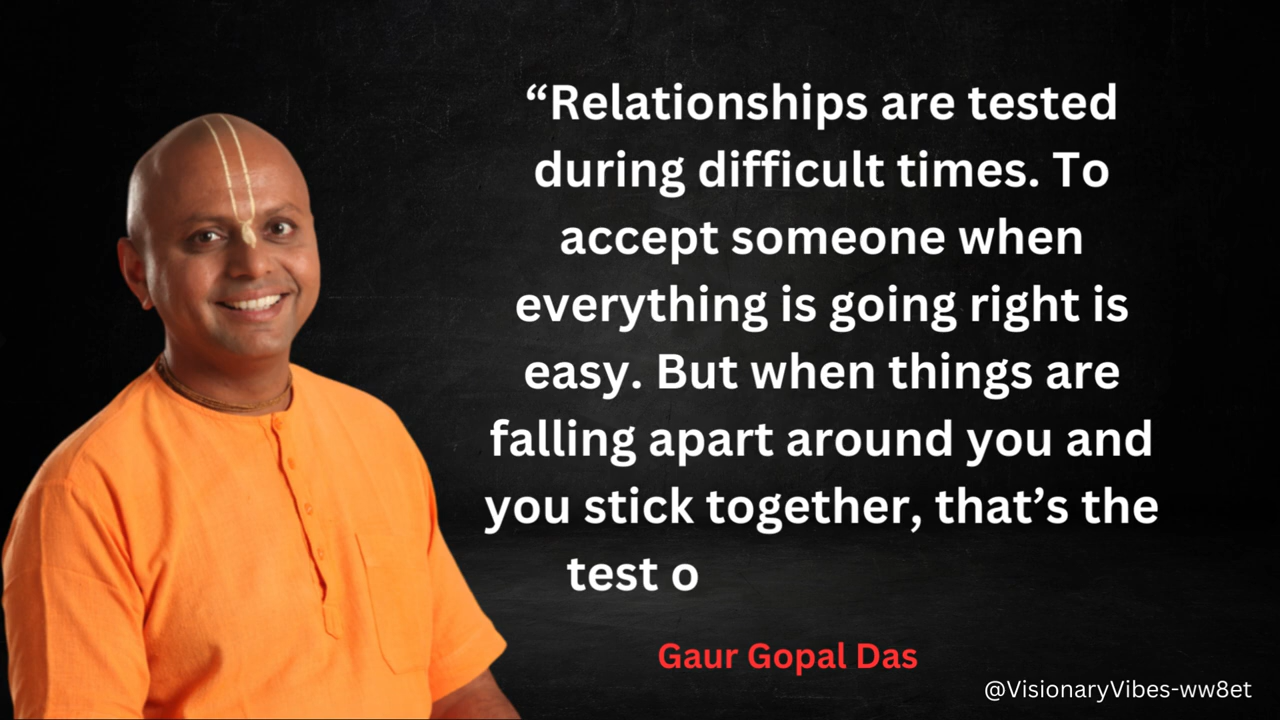 “Relationships are tested
during difficult times. To
accept someone when
everything is going right is
easy. But when things are
falling apart around you and
you stick together, that’s the
test o
Gaur Gopal Das
@VisionaryVibes-ww8et